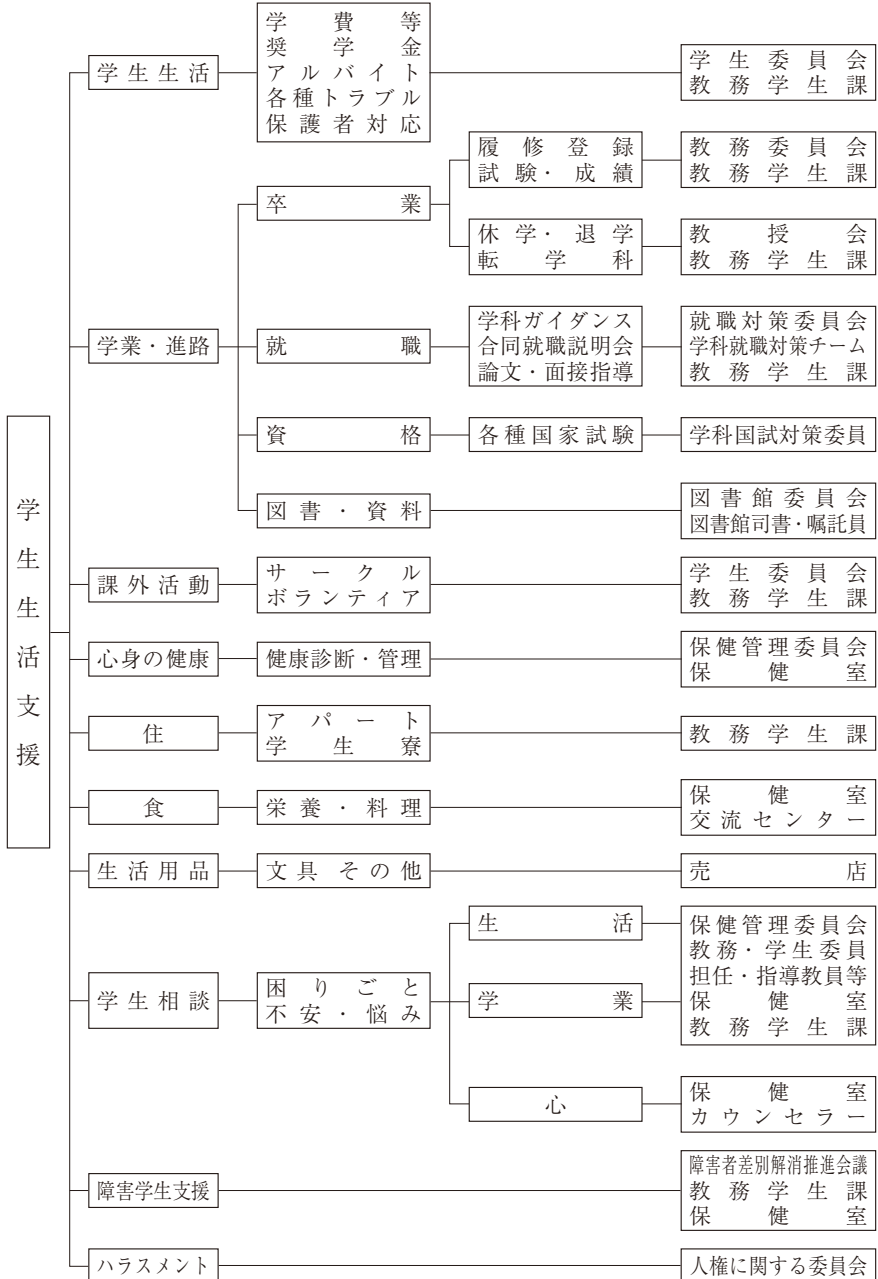 学生生活支援
学生生活
学費等
奨学金
アルバイト
各種トラブル
保護者対応
学生委員会
教務学生課
学業・進路
卒業
履修登録
試験・成績
教務委員会
教務学生課
休学・退学
転学科
教授会
教務学生課
就職
学科ガイダンス
合同就職説明会
論文・面接指導
就職対策委員会
学科就職対策チーム
教務学生課
資格
各種国家試験
学科国試対策委員
図書・資料
図書館委員会
図書館司書・嘱託員
課外活動
サークル
ボランティア
学生委員会
教務学生課
心身の健康
健康診断・管理
保健管理委員会
保健室
住
アパート
学生寮
教務学生課
食
栄養・料理
保健室
交流センター
生活用品
文具 その他
売店
学生相談
困りごと
不安・悩み
生活
学業
保健管理委員会
教務・学生委員
担任・指導教員等
保健室
教務学生課
心
保健室
カウンセラー
障害学生支援
障害者差別解消推進会議
教務学生課
保健室
ハラスメント
人権に関する委員会